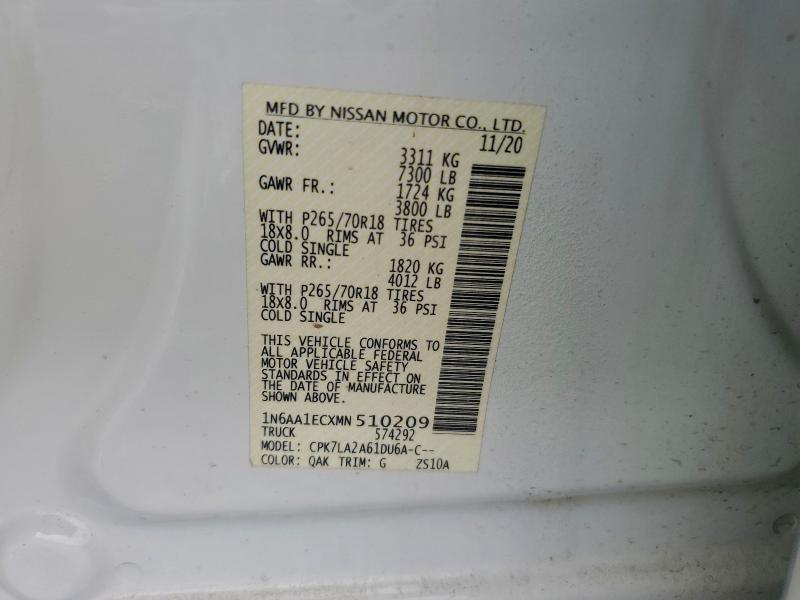 MFD BY NISSAN MOTOR CO., LTD.
DATE: 11/20
GVWR: 3311 KG
7300 LB
GAWR FR.: 1724 KG
3800 LB
WITH P265/70R18 TIRES
18X8.0 RIMS AT 36 PSI
COLD SINGLE
GAWR RR.: 1820 KG
4012 LB
WITH P265/70R18 TIRES
18X8.0 RIMS AT 36 PSI
COLD SINGLE
THIS VEHICLE CONFORMS TO
ALL APPLICABLE FEDERAL
MOTOR VEHICLE SAFETY
STANDARDS IN EFFECT ON
THE DATE OF MANUFACTURE
SHOWN ABOVE.
1N6AA1ECXMN 510209
TRUCK 574292
MODEL: CPK7LA2A61DU6A-C--
COLOR: QAK TRIM: G ZS10A